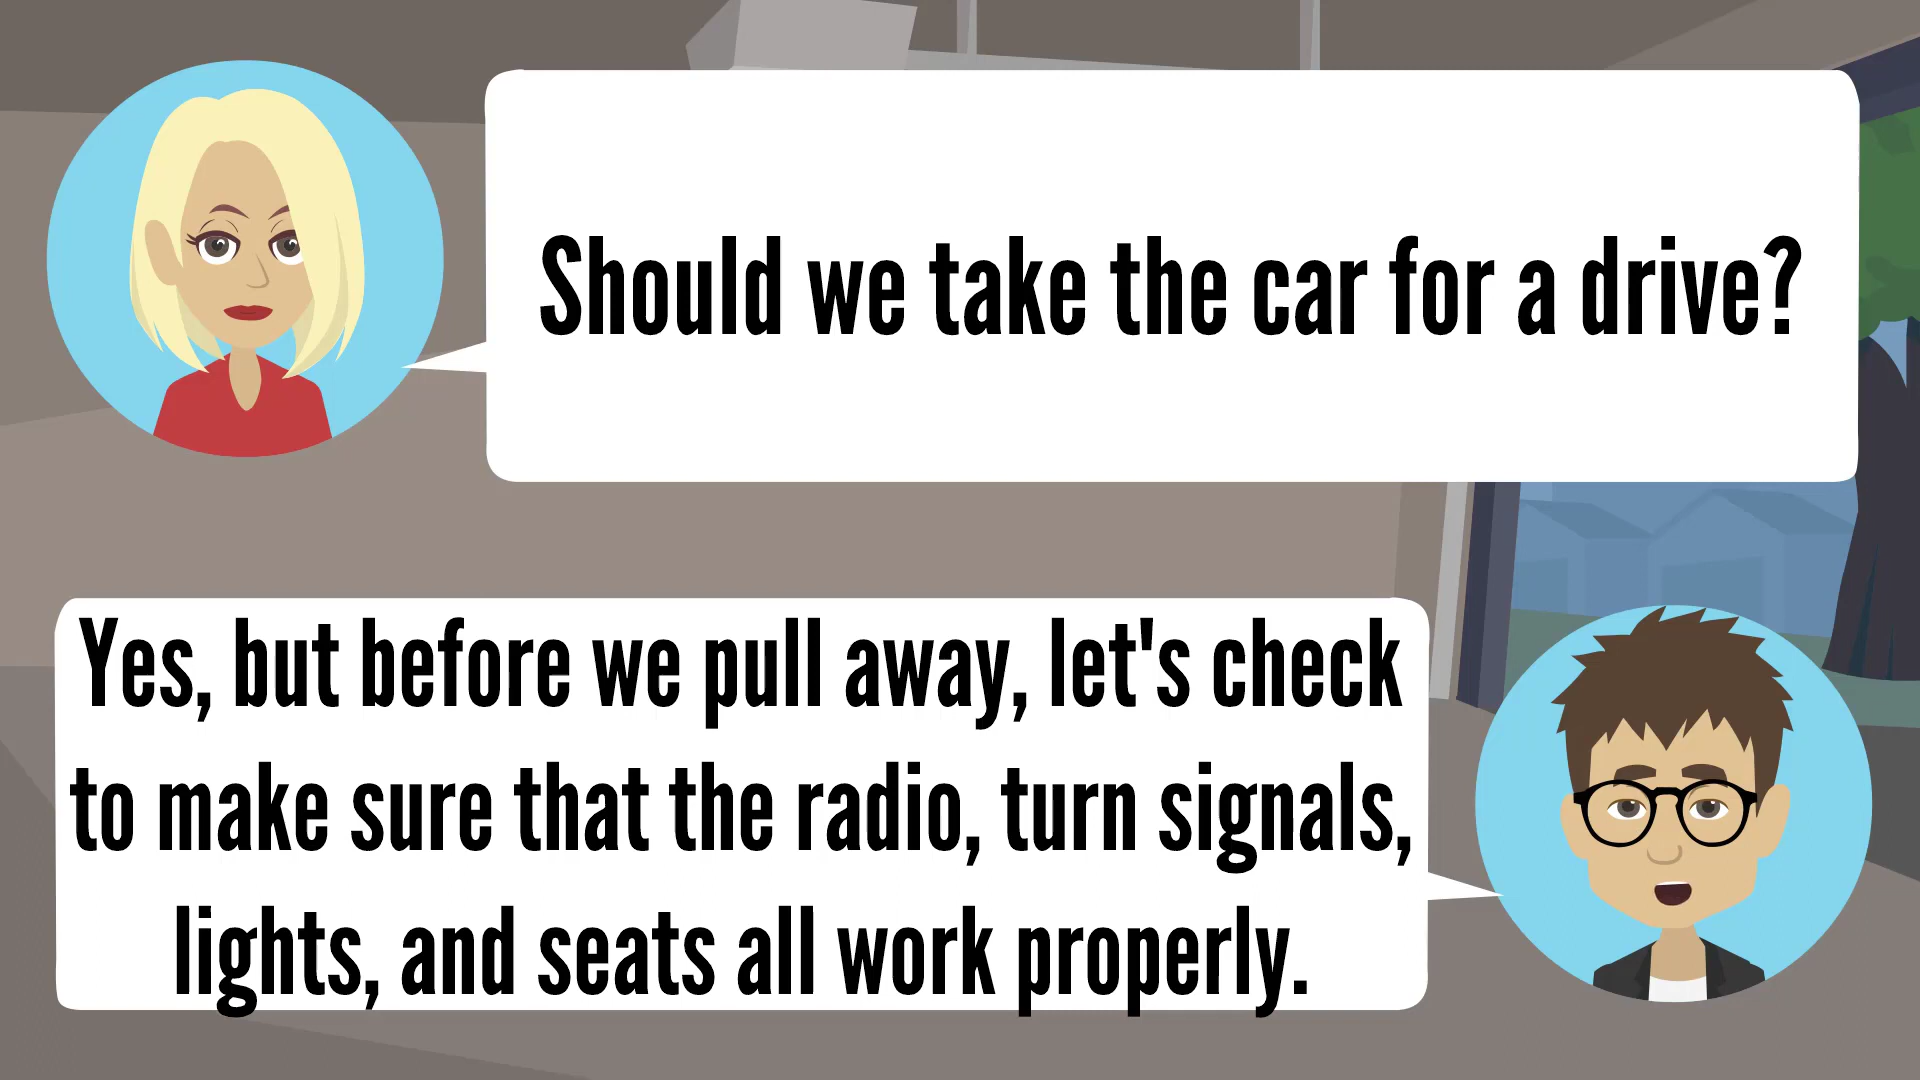 Should we take the car for a drive?
Yes, but before we pull away, let's check
to make sure that the radio, turn signals,
lights, and seats all work properly.